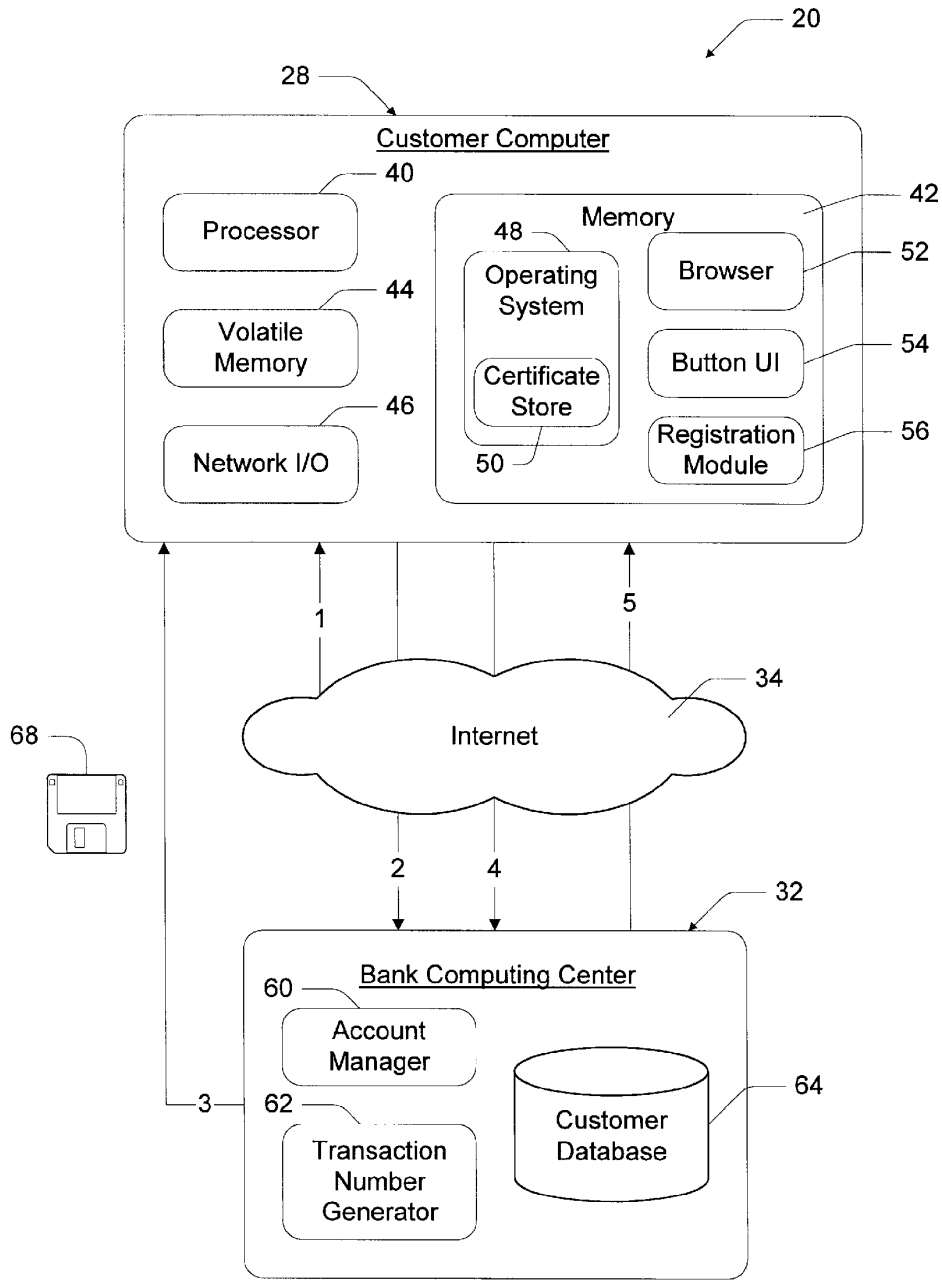 20
28
Customer Computer
40
Processor
44
Volatile
Memory
46
Network I/O
42
Memory
48
Operating
System
Certificate
Store
50
Browser
52
Button UI
54
Registration
Module
56
1
5
34
Internet
68
2
4
32
Bank Computing Center
60
Account
Manager
3
62
Transaction
Number
Generator
Customer
Database
64